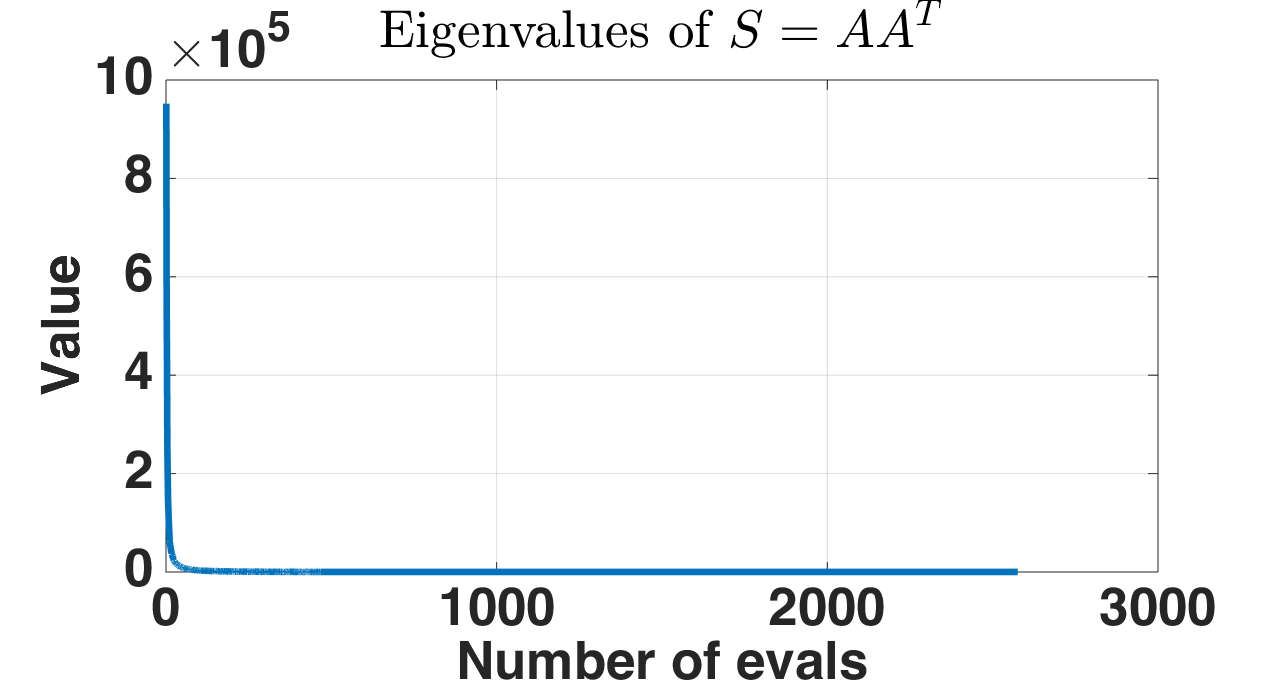 Eigenvalues of S = AA^T
×10^5
10
8
6
4
2
0
Value
0 1000 2000 3000
Number of evals